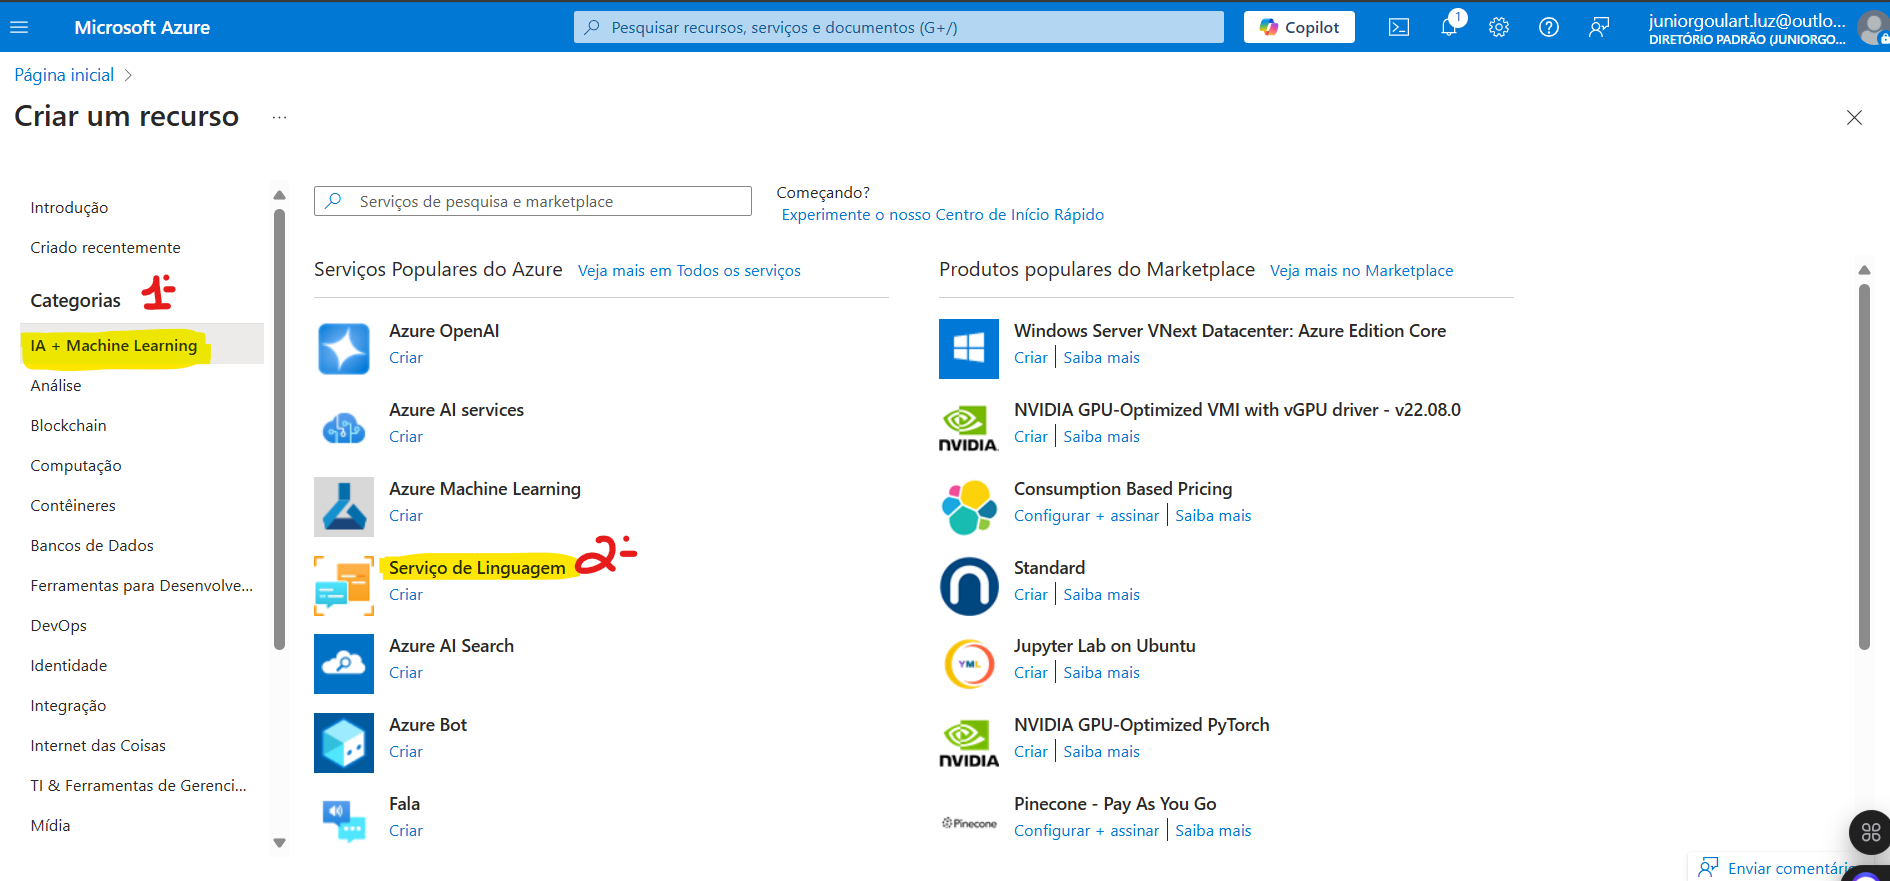 Microsoft Azure
Pesquisar recursos, serviços e documentos (G+/)
Copilot
1
juniorgoulart.luz@outlo...
DIRETÓRIO PADRÃO (JUNIORGO...
Página inicial
Criar um recurso
...
Introdução
Criado recentemente
Categorias
1-
IA + Machine Learning
Análise
Blockchain
Computação
Contêineres
Bancos de Dados
Ferramentas para Desenvolve...
DevOps
Identidade
Integração
Internet das Coisas
TI & Ferramentas de Gerenci...
Mídia
Serviços de pesquisa e marketplace
Começando?
Experimente o nosso Centro de Início Rápido
Serviços Populares do Azure Veja mais em Todos os serviços
Azure OpenAI
Criar
Azure AI services
Criar
Azure Machine Learning
Criar
Serviço de Linguagem
2-
Criar
Azure AI Search
Criar
Azure Bot
Criar
Fala
Criar
Produtos populares do Marketplace Veja mais no Marketplace
Windows Server VNext Datacenter: Azure Edition Core
Criar | Saiba mais
NVIDIA
NVIDIA GPU-Optimized VMI with vGPU driver - v22.08.0
Criar | Saiba mais
Consumption Based Pricing
Configurar + assinar | Saiba mais
Standard
Criar | Saiba mais
YML
Jupyter Lab on Ubuntu
Criar | Saiba mais
NVIDIA
NVIDIA GPU-Optimized PyTorch
Criar | Saiba mais
Pinecone
Pinecone - Pay As You Go
Configurar + assinar | Saiba mais
Enviar comentári